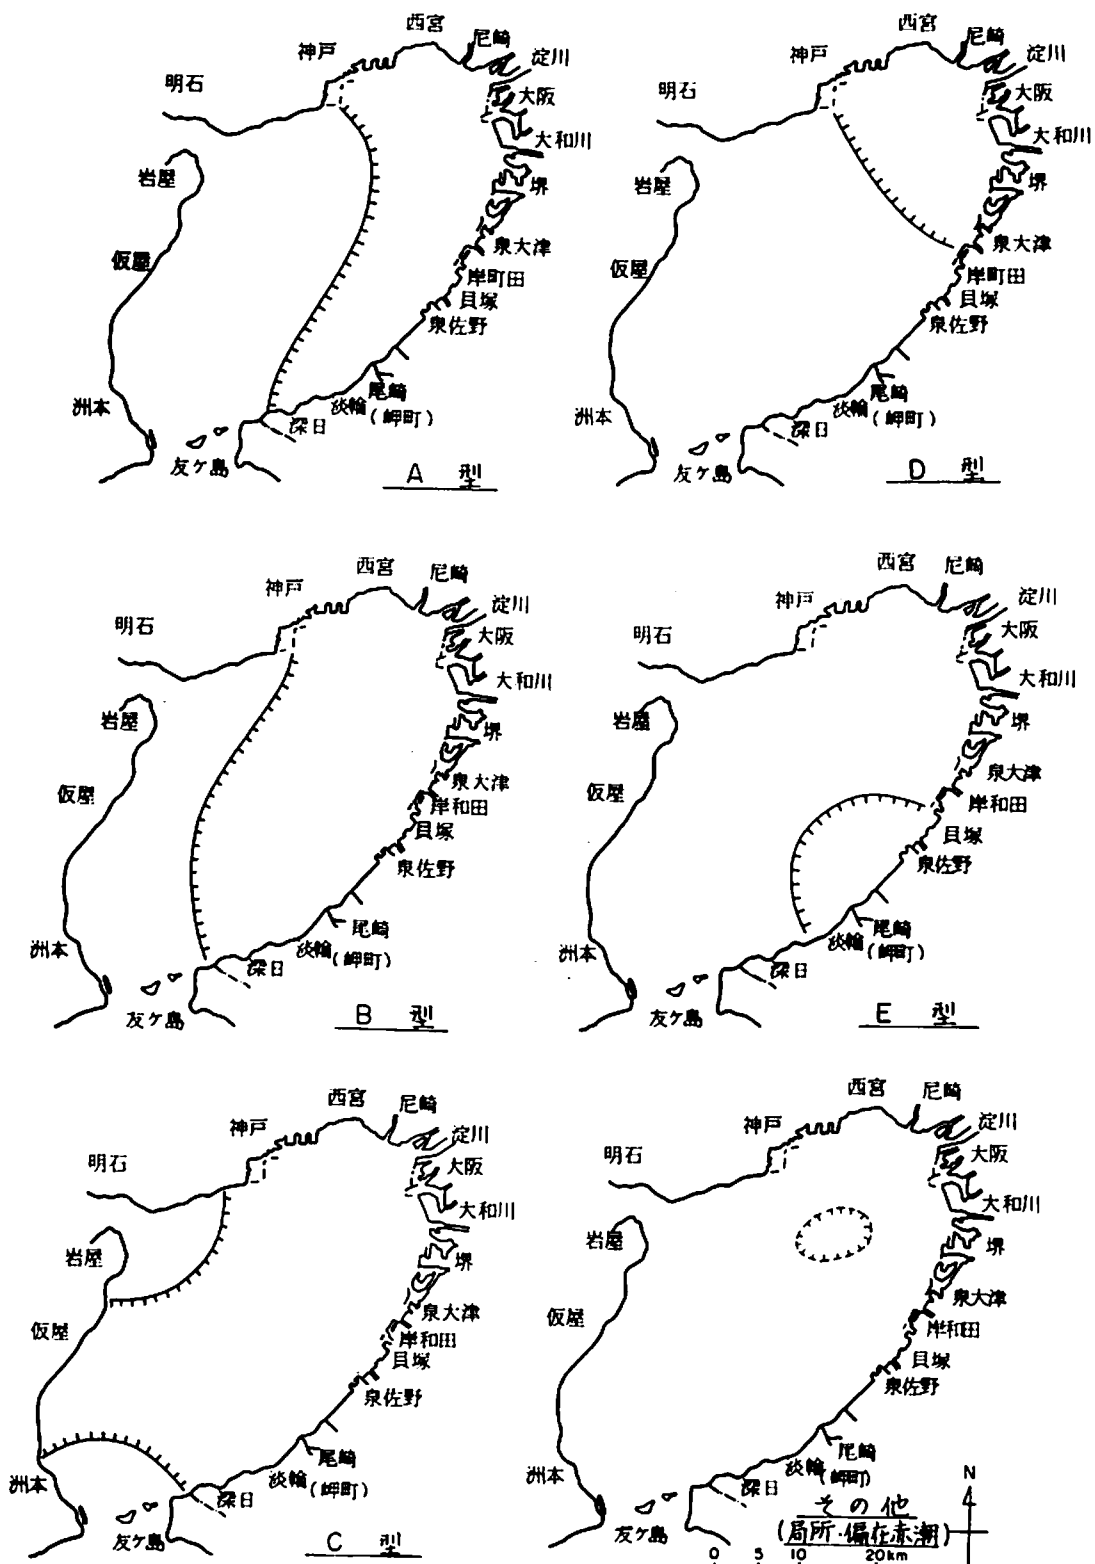 西宮
尼崎
神戸
淀川
明石
大阪
大和川
岩屋
堺
泉大津
仮屋
岸町田
貝塚
泉佐野
尾崎
洲本
淡輪
(岬町)
深日
友ケ島
A 型
西宮
尼崎
神戸
淀川
明石
大阪
大和川
岩屋
堺
泉大津
仮屋
岸町田
貝塚
泉佐野
尾崎
洲本
淡輪
(岬町)
深日
友ケ島
D 型
西宮
尼崎
神戸
淀川
明石
大阪
大和川
岩屋
堺
泉大津
仮屋
岸和田
貝塚
泉佐野
尾崎
洲本
淡輪
(岬町)
深日
友ケ島
B 型
西宮
尼崎
神戸
淀川
明石
大阪
大和川
岩屋
堺
泉大津
仮屋
岸和田
貝塚
泉佐野
尾崎
洲本
淡輪
(岬町)
深日
友ケ島
E 型
西宮
尼崎
神戸
淀川
明石
大阪
大和川
岩屋
堺
泉大津
仮屋
岸和田
貝塚
泉佐野
尾崎
洲本
淡輪
(岬町)
深日
友ケ島
C 型
西宮
尼崎
神戸
淀川
明石
大阪
大和川
岩屋
堺
泉大津
仮屋
岸和田
貝塚
泉佐野
尾崎
洲本
淡輪
(岬町)
深日
友ケ島
その他
(局所・偏在赤潮)
N
0 5 10 20km